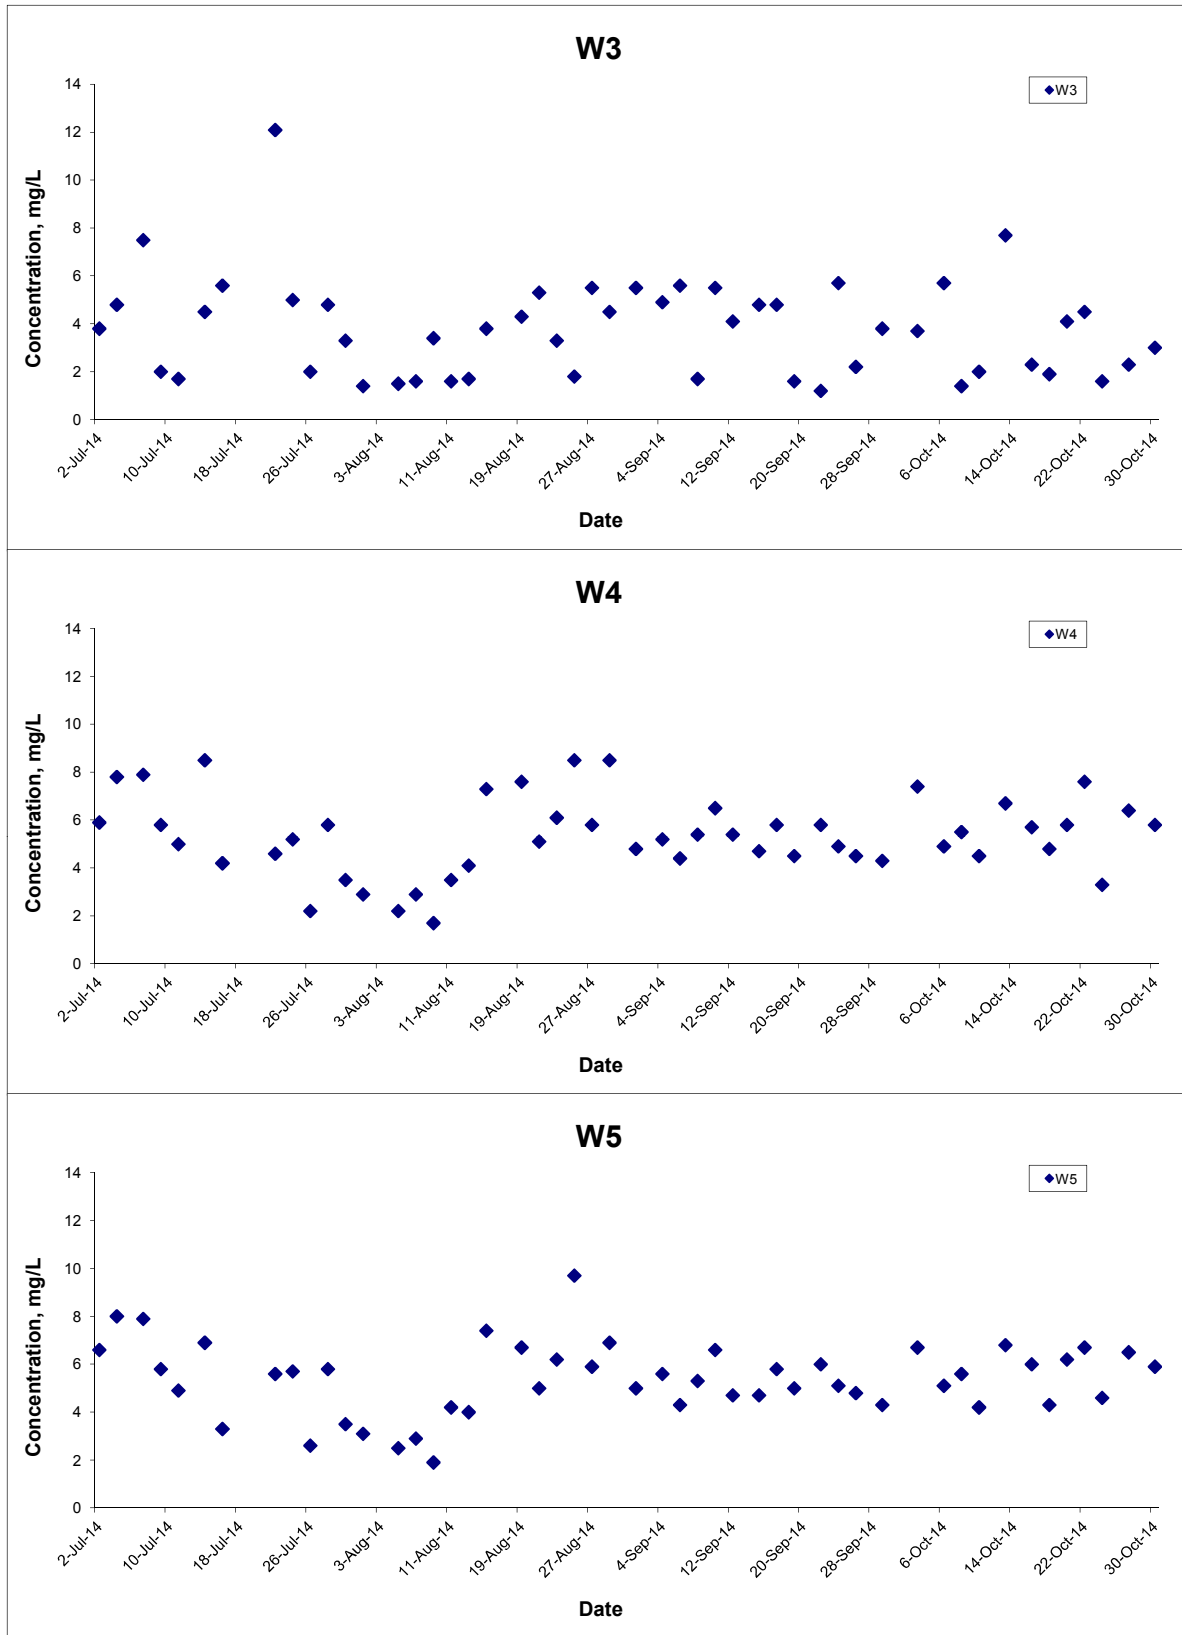 W3
W3
Concentration, mg/L
14
12
10
8
6
4
2
0
2-Jul-14
10-Jul-14
18-Jul-14
26-Jul-14
3-Aug-14
11-Aug-14
19-Aug-14
27-Aug-14
4-Sep-14
12-Sep-14
20-Sep-14
28-Sep-14
6-Oct-14
14-Oct-14
22-Oct-14
30-Oct-14
Date
W4
W4
Concentration, mg/L
14
12
10
8
6
4
2
0
2-Jul-14
10-Jul-14
18-Jul-14
26-Jul-14
3-Aug-14
11-Aug-14
19-Aug-14
27-Aug-14
4-Sep-14
12-Sep-14
20-Sep-14
28-Sep-14
6-Oct-14
14-Oct-14
22-Oct-14
30-Oct-14
Date
W5
W5
Concentration, mg/L
14
12
10
8
6
4
2
0
2-Jul-14
10-Jul-14
18-Jul-14
26-Jul-14
3-Aug-14
11-Aug-14
19-Aug-14
27-Aug-14
4-Sep-14
12-Sep-14
20-Sep-14
28-Sep-14
6-Oct-14
14-Oct-14
22-Oct-14
30-Oct-14
Date